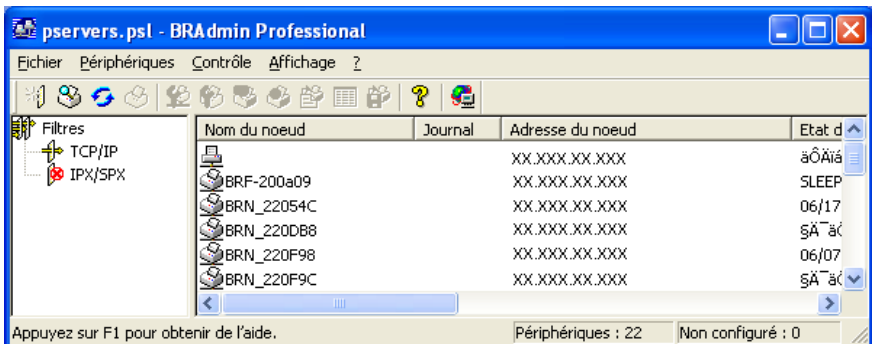 pservers.psl - BRAdmin Professional
Fichier Périphériques Contrôle Affichage ?
Filtres
TCP/IP
IPX/SPX
Nom du noeud Journal Adresse du noeud Etat d
XX.XXX.XX.XXX äÔÄïá
BRF-200a09 XX.XXX.XX.XXX SLEEP
BRN_22054C XX.XXX.XX.XXX 06/17
BRN_220DB8 XX.XXX.XX.XXX §Ä¯äÔ
BRN_220F98 XX.XXX.XX.XXX 06/07
BRN_220F9C XX.XXX.XX.XXX §Ä¯äÔ
Appuyez sur F1 pour obtenir de l'aide. Périphériques : 22 Non configuré : 0